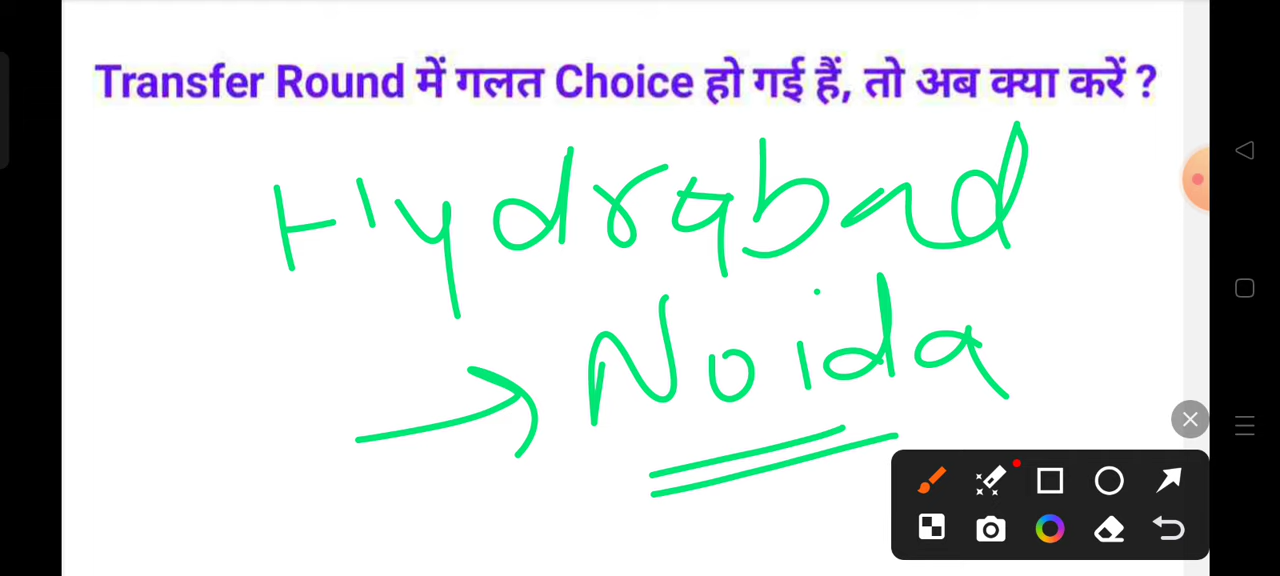 Transfer Round में गलत Choice हो गई हैं, तो अब क्या करें ?
Hydrabad
→ Noida